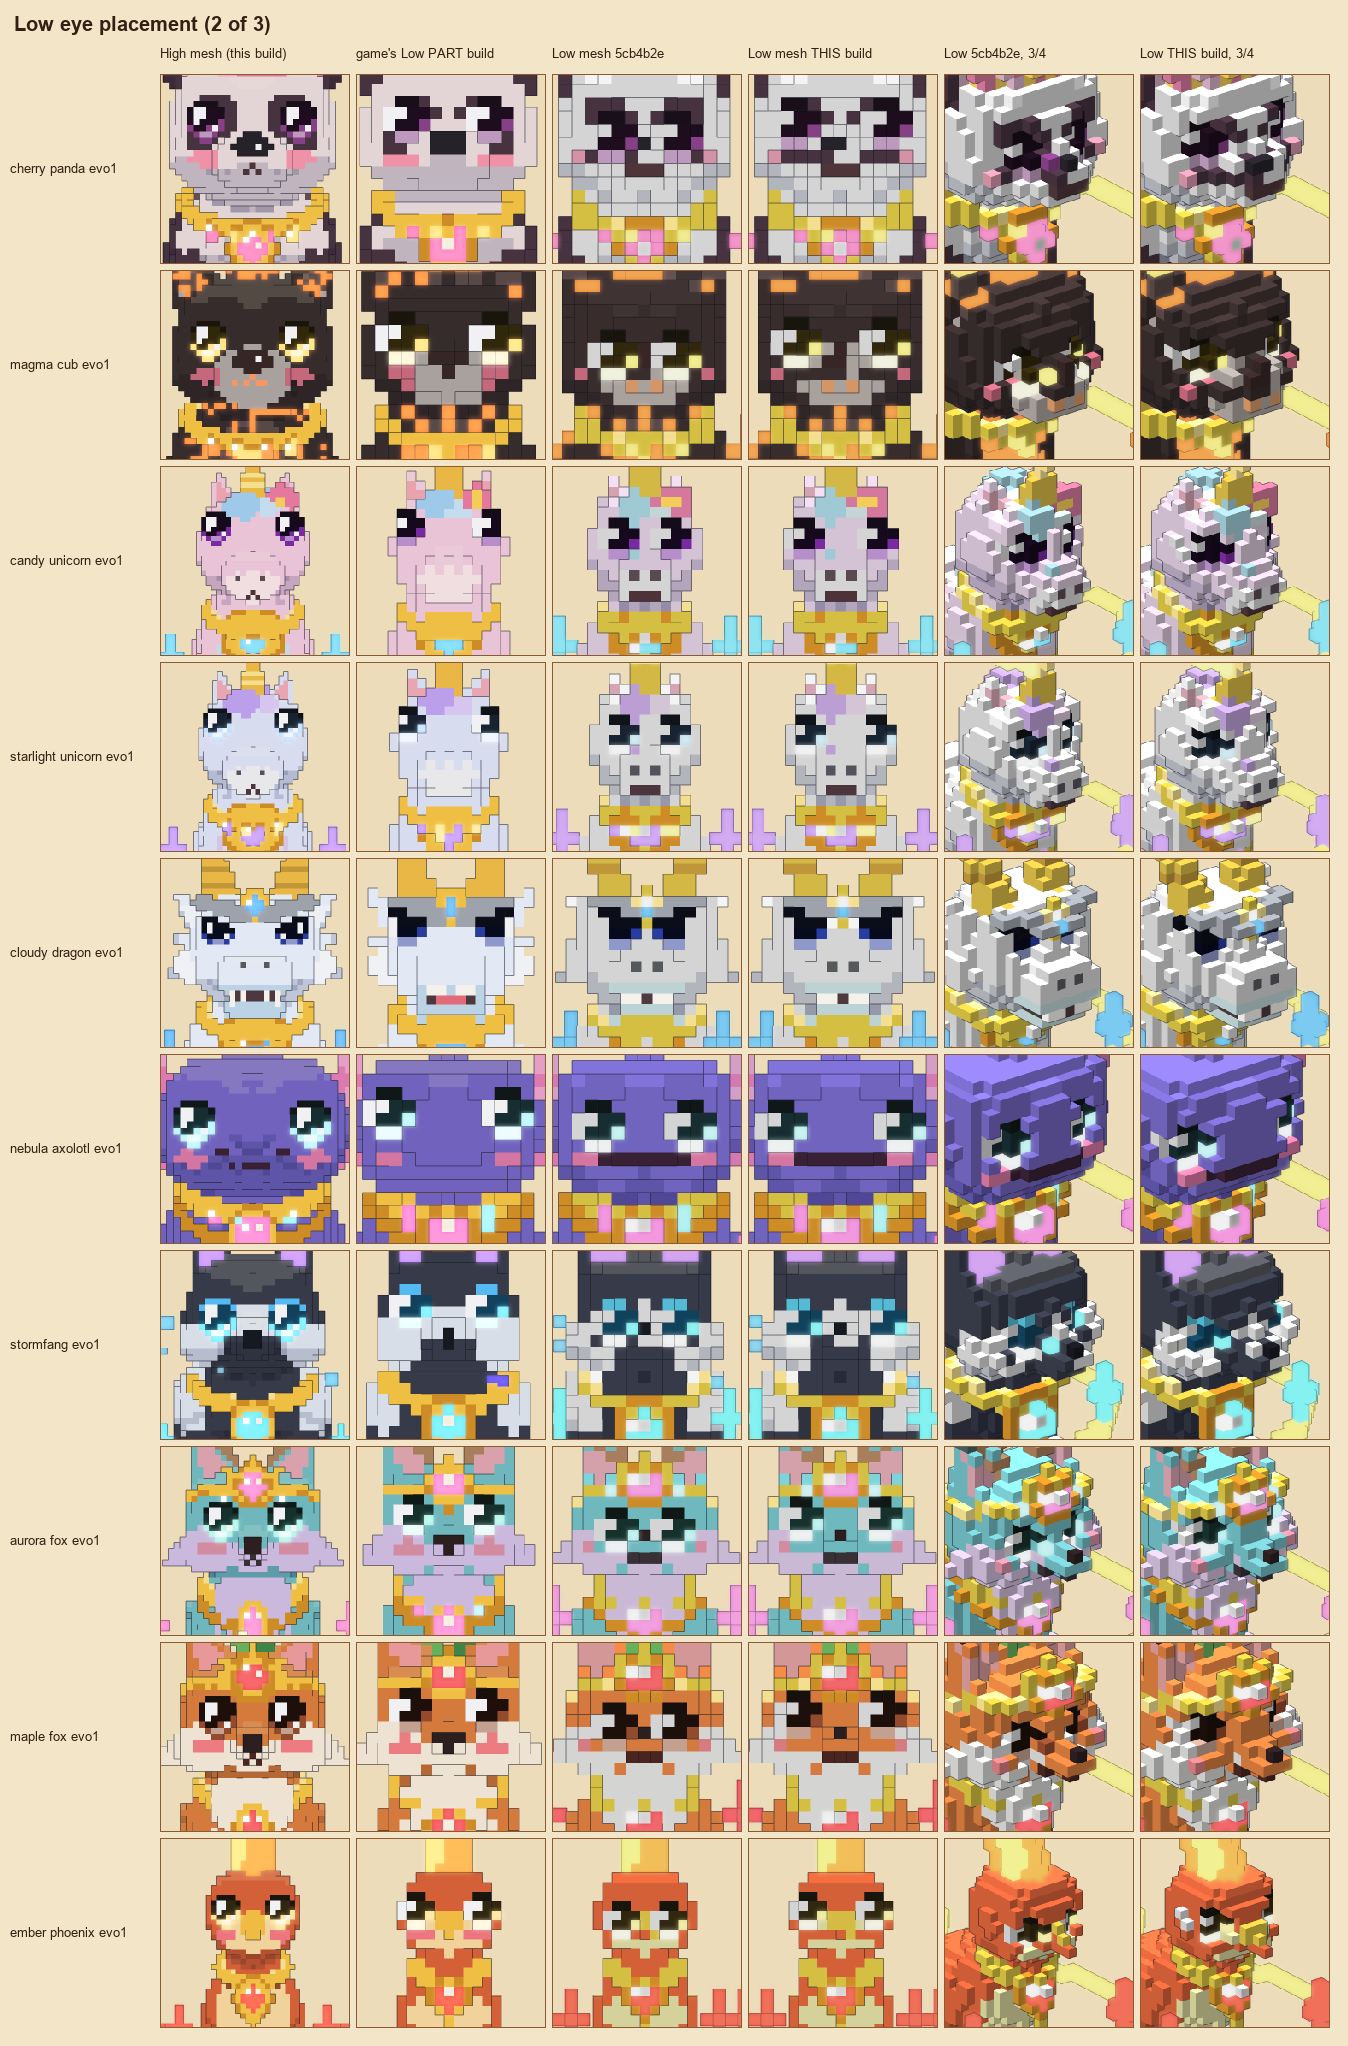 Low eye placement (2 of 3)
High mesh (this build)
game's Low PART build
Low mesh 5cb4b2e
Low mesh THIS build
Low 5cb4b2e, 3/4
Low THIS build, 3/4
cherry panda evo1
magma cub evo1
candy unicorn evo1
starlight unicorn evo1
cloudy dragon evo1
nebula axolotl evo1
stormfang evo1
aurora fox evo1
maple fox evo1
ember phoenix evo1